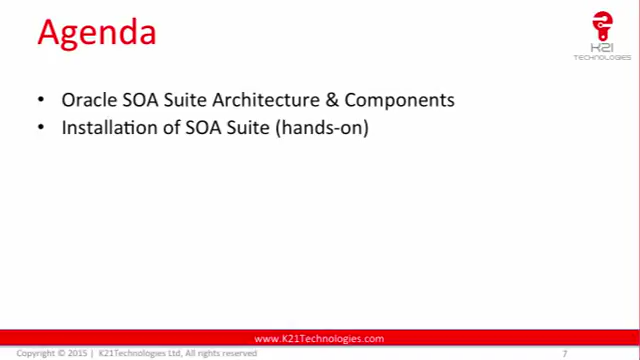 Agenda
K21
TECHNOLOGIES
• Oracle SOA Suite Architecture & Components
• Installation of SOA Suite (hands-on)
www.K21Technologies.com
Copyright © 2015 | K21Technologies Ltd, All rights reserved
7